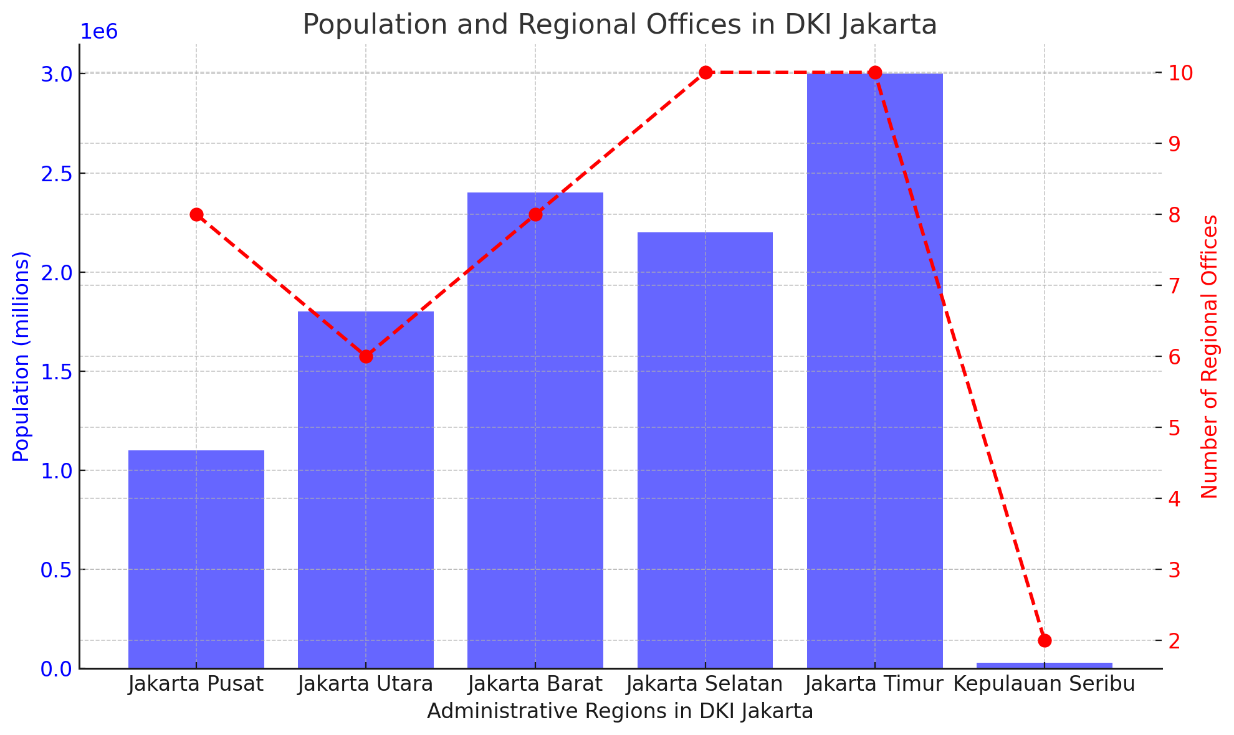 Population and Regional Offices in DKI Jakarta
1e6
3.0
2.5
2.0
1.5
1.0
0.5
0.0
Population (millions)
10
9
8
7
6
5
4
3
2
Number of Regional Offices
Jakarta Pusat Jakarta Utara Jakarta Barat Jakarta Selatan Jakarta Timur Kepulauan Seribu
Administrative Regions in DKI Jakarta